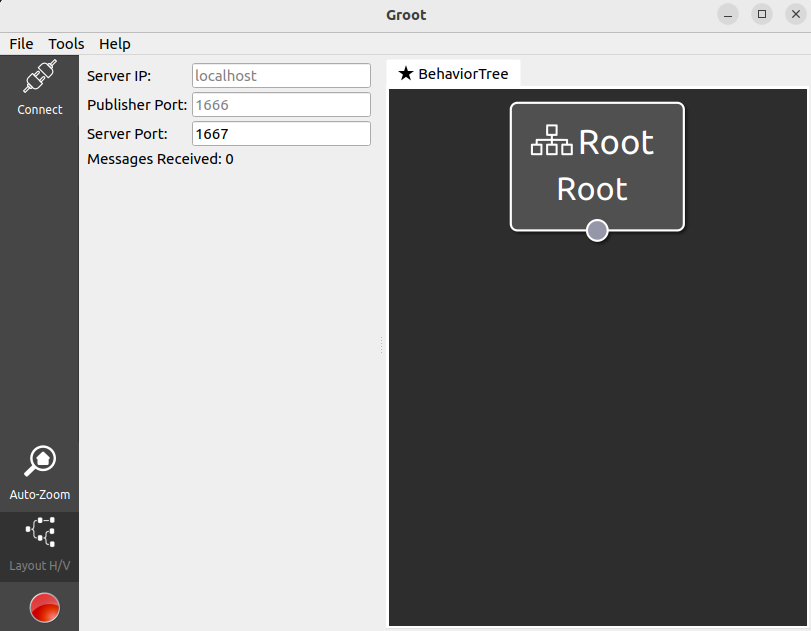 Groot
File Tools Help
Connect
Server IP: localhost
Publisher Port: 1666
Server Port: 1667
Messages Received: 0
BehaviorTree
Root
Root
Auto-Zoom
Layout H/V